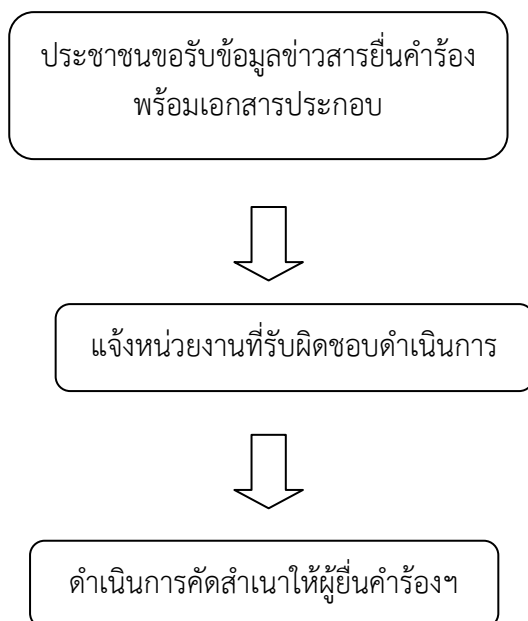 ประชาชนขอรับข้อมูลข่าวสารยื่นคำร้อง
พร้อมเอกสารประกอบ
แจ้งหน่วยงานที่รับผิดชอบดำเนินการ
ดำเนินการคัดสำเนาให้ผู้ยื่นคำร้องฯ